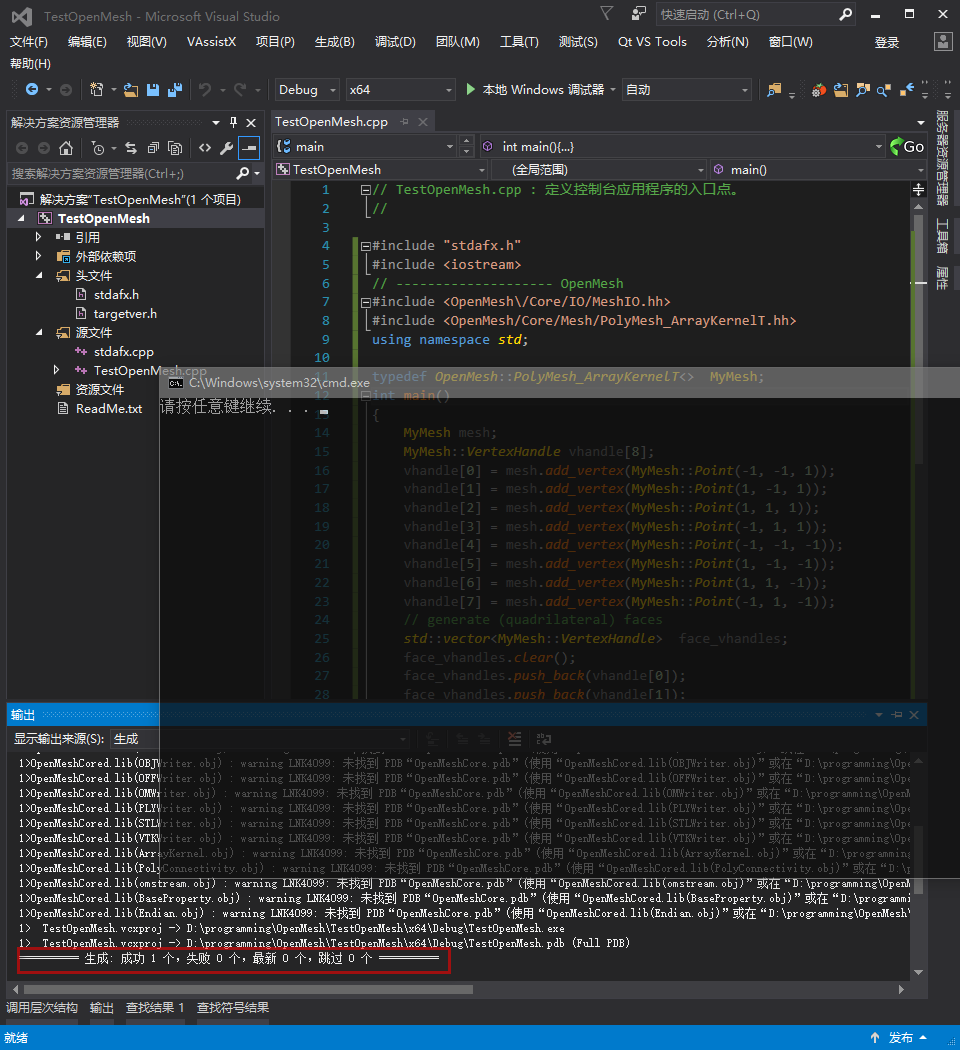 TestOpenMesh - Microsoft Visual Studio
快速启动 (Ctrl+Q)
文件(F) 编辑(E) 视图(V) VAssistX 项目(P) 生成(B) 调试(D) 团队(M) 工具(T) 测试(S) Qt VS Tools 分析(N) 窗口(W) 登录
帮助(H)
Debug x64 本地 Windows 调试器 自动
解决方案资源管理器
搜索解决方案资源管理器(Ctrl+;)
解决方案"TestOpenMesh"(1 个项目)
TestOpenMesh
引用
外部依赖项
头文件
stdafx.h
targetver.h
源文件
stdafx.cpp
TestOpenMesh.cpp
资源文件
ReadMe.txt
TestOpenMesh.cpp
main int main(){...} Go
TestOpenMesh (全局范围) main()
1 // TestOpenMesh.cpp : 定义控制台应用程序的入口点。
2 //
3
4 #include "stdafx.h"
5 #include <iostream>
6 // -------------------- OpenMesh
7 #include <OpenMesh\/Core/IO/MeshIO.hh>
8 #include <OpenMesh/Core/Mesh/PolyMesh_ArrayKernelT.hh>
9 using namespace std;
10
11 typedef OpenMesh::PolyMesh_ArrayKernelT<> MyMesh;
12 int main()
13 {
14 MyMesh mesh;
15 MyMesh::VertexHandle vhandle[8];
16 vhandle[0] = mesh.add_vertex(MyMesh::Point(-1, -1, 1));
17 vhandle[1] = mesh.add_vertex(MyMesh::Point(1, -1, 1));
18 vhandle[2] = mesh.add_vertex(MyMesh::Point(1, 1, 1));
19 vhandle[3] = mesh.add_vertex(MyMesh::Point(-1, 1, 1));
20 vhandle[4] = mesh.add_vertex(MyMesh::Point(-1, -1, -1));
21 vhandle[5] = mesh.add_vertex(MyMesh::Point(1, -1, -1));
22 vhandle[6] = mesh.add_vertex(MyMesh::Point(1, 1, -1));
23 vhandle[7] = mesh.add_vertex(MyMesh::Point(-1, 1, -1));
24 // generate (quadrilateral) faces
25 std::vector<MyMesh::VertexHandle> face_vhandles;
26 face_vhandles.clear();
27 face_vhandles.push_back(vhandle[0]);
28 face_vhandles.push_back(vhandle[1]);
服务器资源管理器
工具箱
属性
C:\Windows\system32\cmd.exe
请按任意键继续. . .
输出
显示输出来源(S): 生成
1>OpenMeshCored.lib(OBJWriter.obj) : warning LNK4099: 未找到 PDB“OpenMeshCore.pdb”(使用“OpenMeshCored.lib(OBJWriter.obj)”或在“D:\programming\Ope
1>OpenMeshCored.lib(OFFWriter.obj) : warning LNK4099: 未找到 PDB“OpenMeshCore.pdb”(使用“OpenMeshCored.lib(OFFWriter.obj)”或在“D:\programming\Ope
1>OpenMeshCored.lib(OMWriter.obj) : warning LNK4099: 未找到 PDB“OpenMeshCore.pdb”(使用“OpenMeshCored.lib(OMWriter.obj)”或在“D:\programming\OpenM
1>OpenMeshCored.lib(PLYWriter.obj) : warning LNK4099: 未找到 PDB“OpenMeshCore.pdb”(使用“OpenMeshCored.lib(PLYWriter.obj)”或在“D:\programming\Ope
1>OpenMeshCored.lib(STLWriter.obj) : warning LNK4099: 未找到 PDB“OpenMeshCore.pdb”(使用“OpenMeshCored.lib(STLWriter.obj)”或在“D:\programming\Ope
1>OpenMeshCored.lib(VTKWriter.obj) : warning LNK4099: 未找到 PDB“OpenMeshCore.pdb”(使用“OpenMeshCored.lib(VTKWriter.obj)”或在“D:\programming\Ope
1>OpenMeshCored.lib(ArrayKernel.obj) : warning LNK4099: 未找到 PDB“OpenMeshCore.pdb”(使用“OpenMeshCored.lib(ArrayKernel.obj)”或在“D:\programming
1>OpenMeshCored.lib(PolyConnectivity.obj) : warning LNK4099: 未找到 PDB“OpenMeshCore.pdb”(使用“OpenMeshCored.lib(PolyConnectivity.obj)”或在“D:\p
1>OpenMeshCored.lib(omstream.obj) : warning LNK4099: 未找到 PDB“OpenMeshCore.pdb”(使用“OpenMeshCored.lib(omstream.obj)”或在“D:\programming\OpenM
1>OpenMeshCored.lib(BaseProperty.obj) : warning LNK4099: 未找到 PDB“OpenMeshCore.pdb”(使用“OpenMeshCored.lib(BaseProperty.obj)”或在“D:\programmi
1>OpenMeshCored.lib(Endian.obj) : warning LNK4099: 未找到 PDB“OpenMeshCore.pdb”(使用“OpenMeshCored.lib(Endian.obj)”或在“D:\programming\OpenMesh\
1> TestOpenMesh.vcxproj -> D:\programming\OpenMesh\TestOpenMesh\x64\Debug\TestOpenMesh.exe
1> TestOpenMesh.vcxproj -> D:\programming\OpenMesh\TestOpenMesh\x64\Debug\TestOpenMesh.pdb (Full PDB)
========== 生成: 成功 1 个，失败 0 个，最新 0 个，跳过 0 个 ==========
调用层次结构 输出 查找结果 1 查找符号结果
就绪 发布